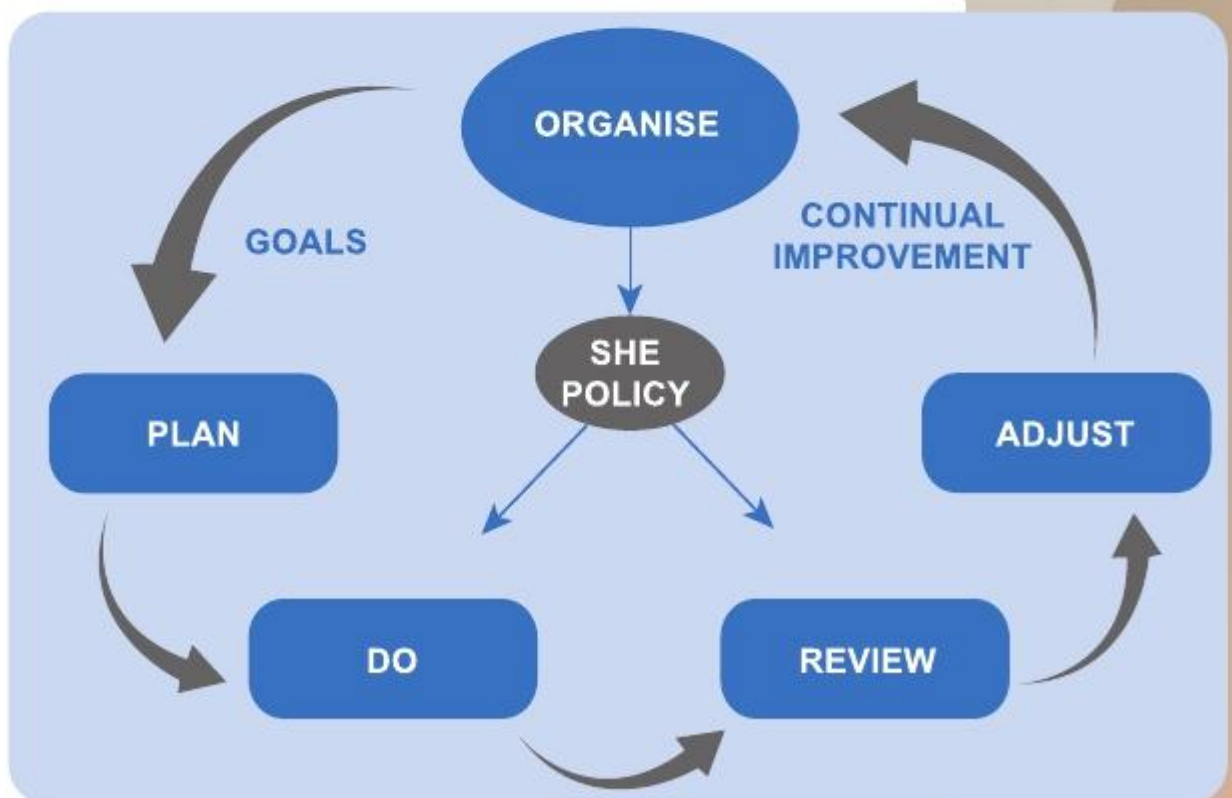 ORGANISE
GOALS
CONTINUAL
IMPROVEMENT
SHE
POLICY
PLAN
ADJUST
DO
REVIEW